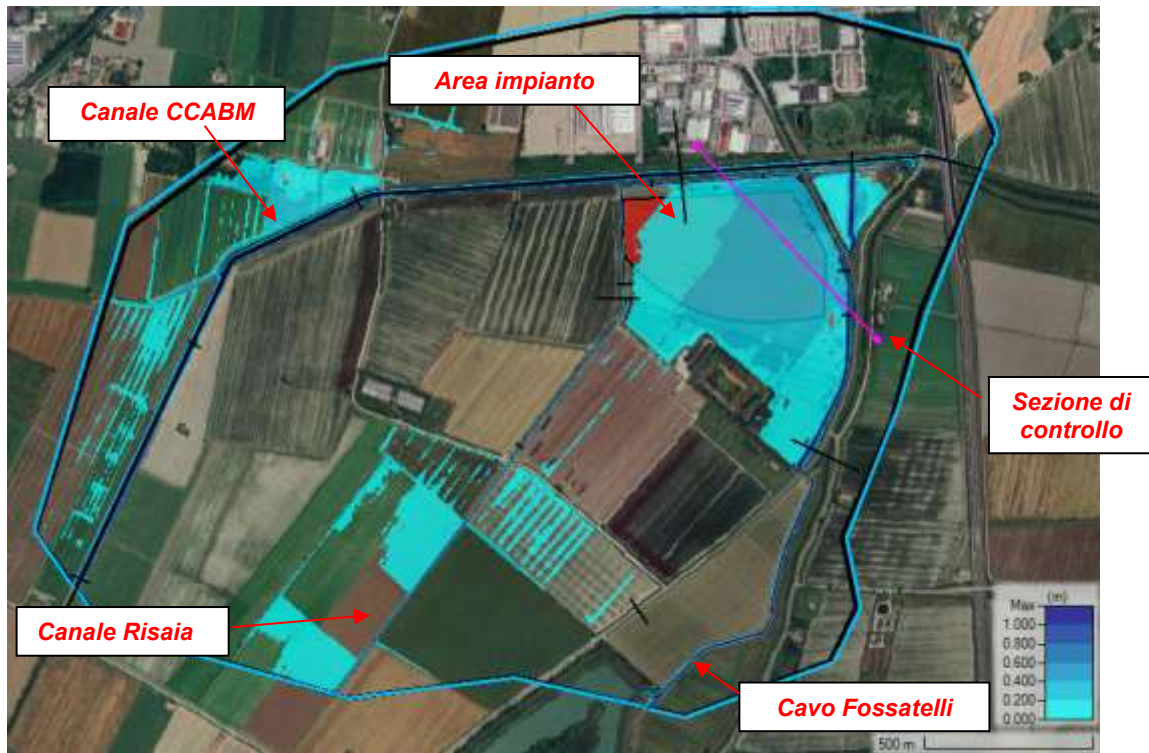 Area impianto
Canale CCABM
Sezione di
controllo
Canale Risaia
Cavo Fossatelli
Max (m)
1.000
0.800
0.600
0.400
0.200
0.000
500 m